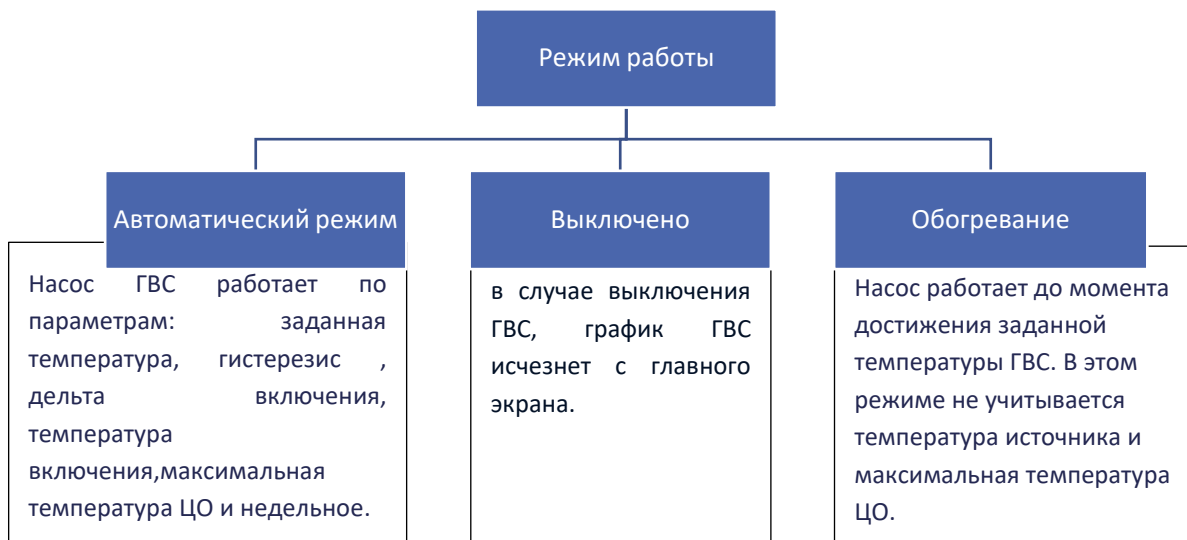 Режим работы
Автоматический режим
Насос ГВС работает по
параметрам: заданная
температура, гистерезис ,
дельта включения,
температура
включения,максимальная
температура ЦО и недельное.
Выключено
в случае выключения
ГВС, график ГВС
исчезнет с главного
экрана.
Обогревание
Насос работает до момента
достижения заданной
температуры ГВС. В этом
режиме не учитывается
температура источника и
максимальная температура
ЦО.